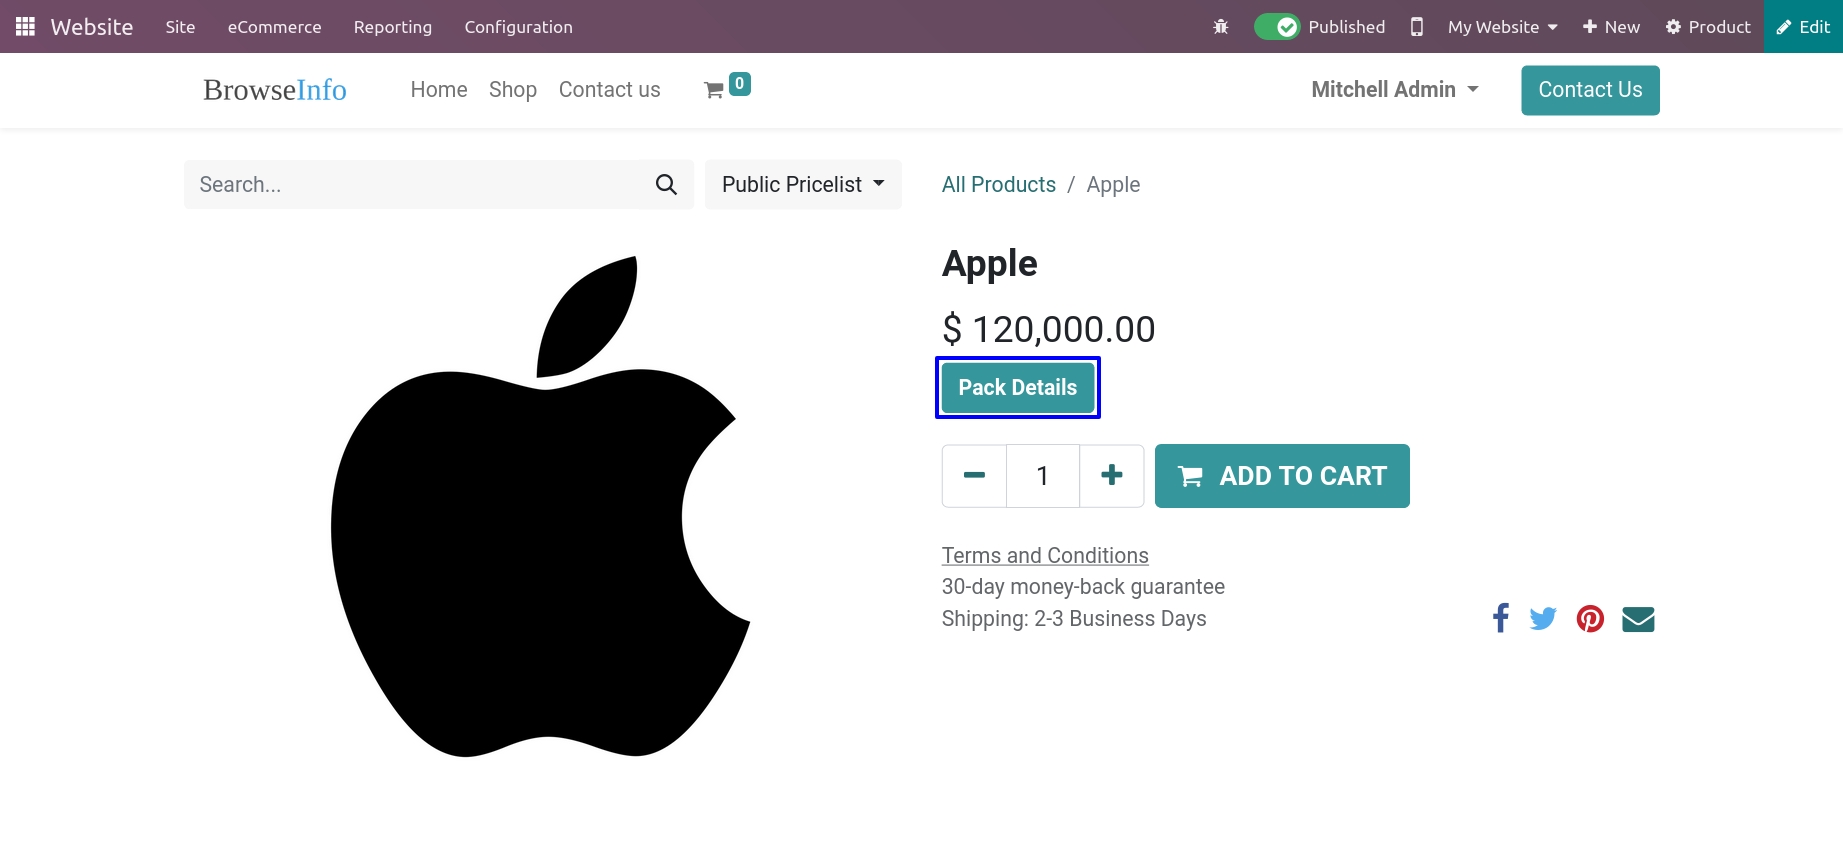 Website Site eCommerce Reporting Configuration Published My Website New Product Edit
BrowseInfo Home Shop Contact us 0 Mitchell Admin Contact Us
Search... Public Pricelist All Products / Apple
Apple
$ 120,000.00
Pack Details
1 ADD TO CART
Terms and Conditions
30-day money-back guarantee
Shipping: 2-3 Business Days